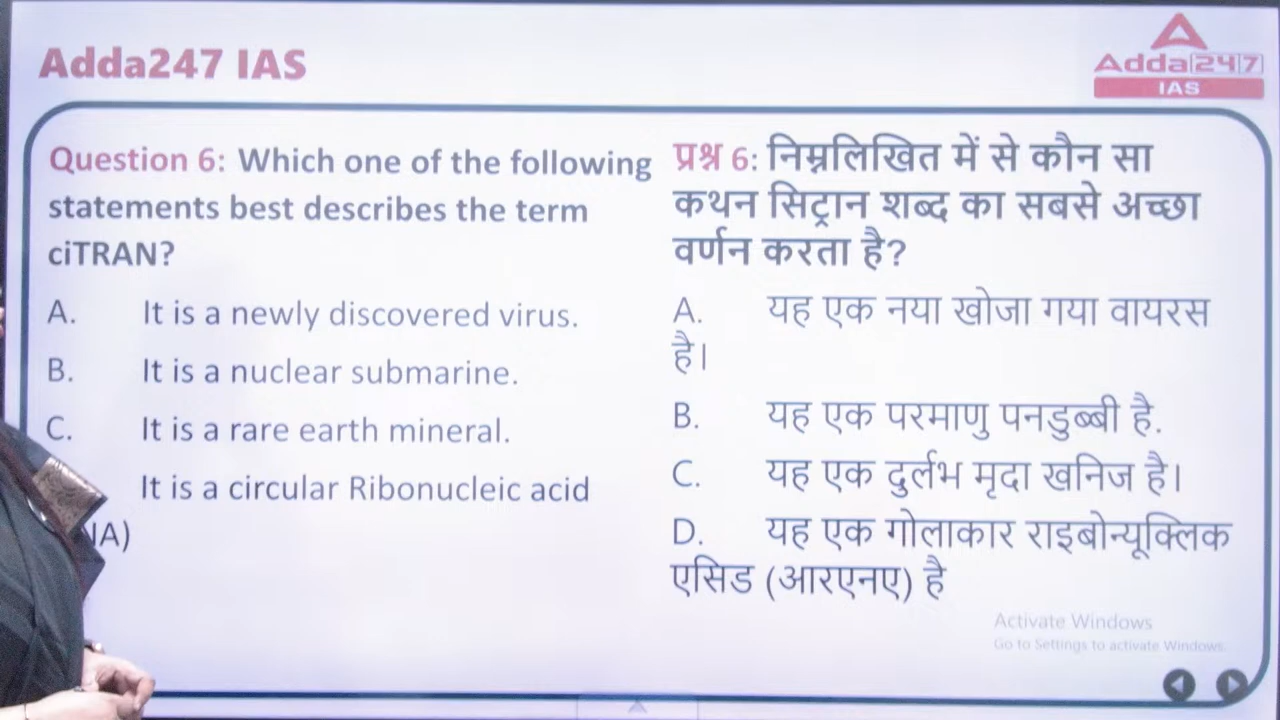 Adda247 IAS
Adda247
IAS
Question 6: Which one of the following
statements best describes the term
ciTRAN?
A. It is a newly discovered virus.
B. It is a nuclear submarine.
C. It is a rare earth mineral.
It is a circular Ribonucleic acid
NA)
प्रश्न 6: निम्नलिखित में से कौन सा
कथन सिट्रान शब्द का सबसे अच्छा
वर्णन करता है?
A. यह एक नया खोजा गया वायरस
है।
B. यह एक परमाणु पनडुब्बी है.
C. यह एक दुर्लभ मृदा खनिज है।
D. यह एक गोलाकार राइबोन्यूक्लिक
एसिड (आरएनए) है
Activate Windows
Go to Settings to activate Windows.